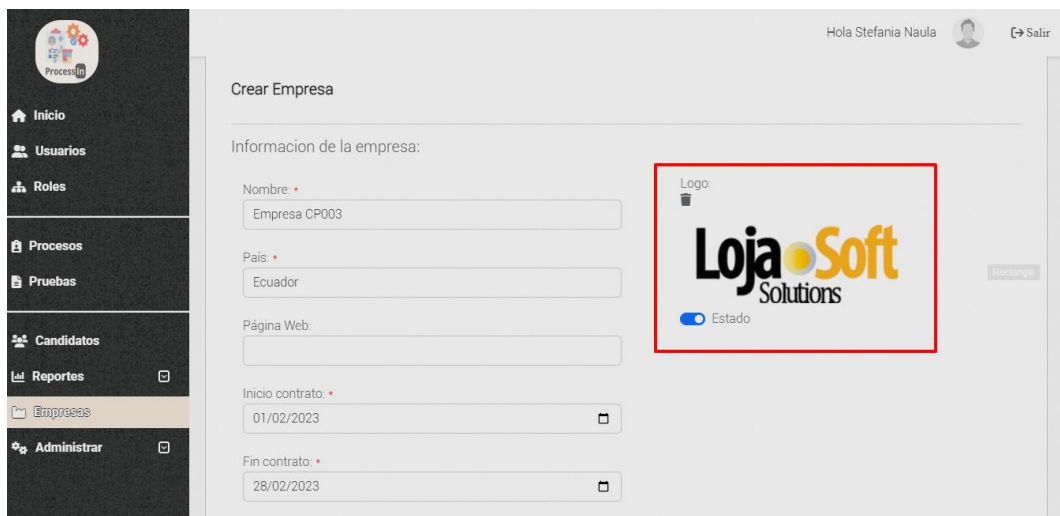 ProcessIn
Inicio
Usuarios
Roles
Procesos
Pruebas
Candidatos
Reportes
Empresas
Administrar
Hola Stefania Naula
Salir
Crear Empresa
Informacion de la empresa:
Nombre: *
Empresa CP003
País: *
Ecuador
Página Web:
Inicio contrato: *
01/02/2023
Fin contrato: *
28/02/2023
Logo:
Loja Soft
Solutions
Estado
Rectangle